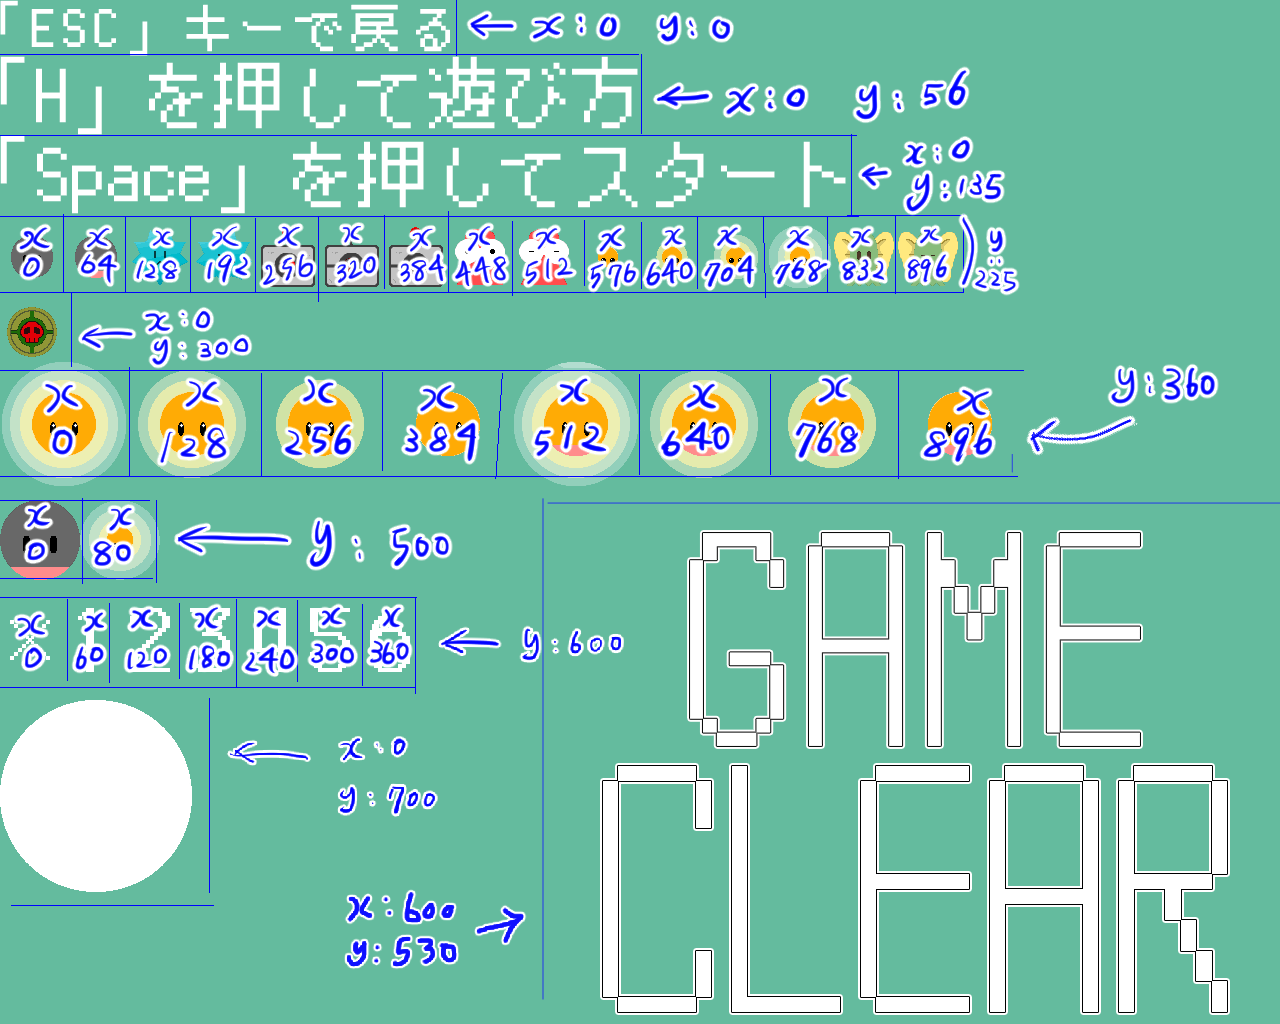 「ESC」キーで戻る ← x:0 y:0
「H」を押して遊び方 ← x:0 y:56
「Space」を押してスタート ← x:0
y:135
x x x x x x x x x x x x x x x y:
0 64 128 192 256 320 384 448 512 576 640 704 768 832 896 225
← x:0
y:300
y:360
x x x x x x x x
0 128 256 384 512 640 768 896
x x
0 80 ← y:500
GAME
x x x x x x x
0 60 120 180 240 300 360 ← y:600
← x:0
y:700
CLEAR
x:600
y:530 →